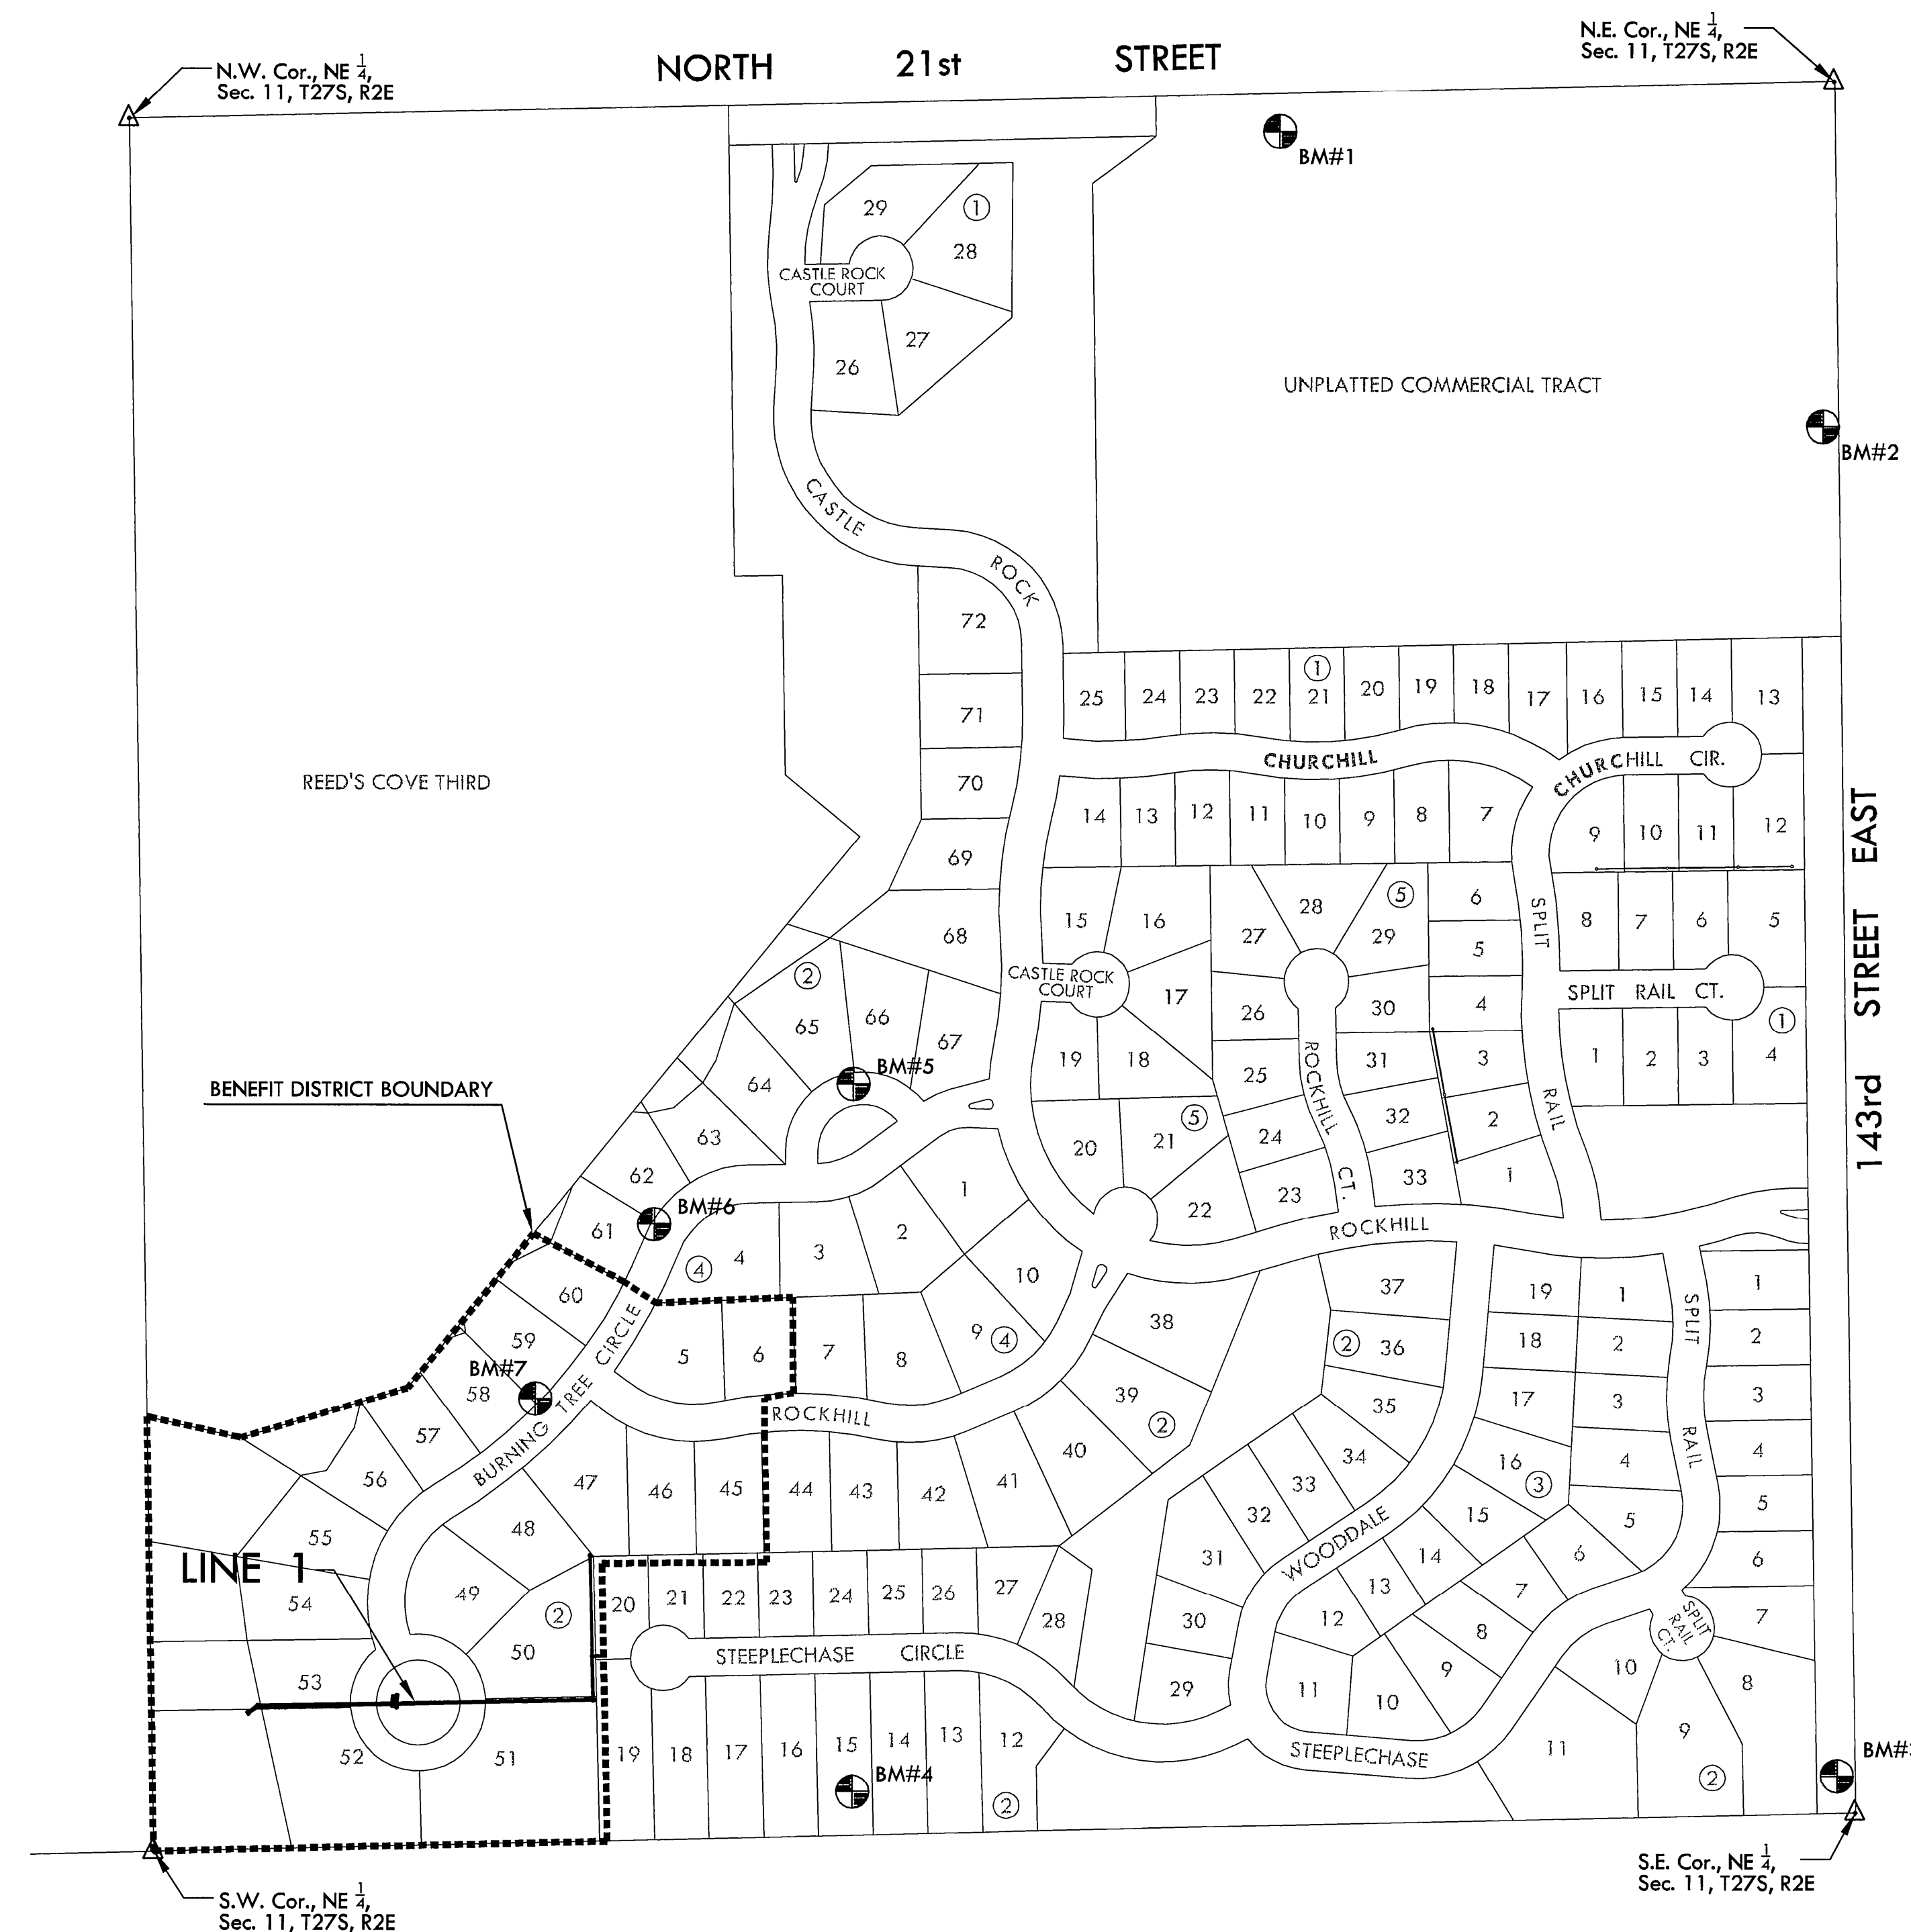 N.W. Cor., NE 1/4,
Sec. 11, T27S, R2E
NORTH 21st STREET
N.E. Cor., NE 1/4,
Sec. 11, T27S, R2E
BM#1
29
1
28
CASTLE ROCK
COURT
27
26
UNPLATTED COMMERCIAL TRACT
BM#2
CASTLE ROCK
72
71
70
69
68
REED'S COVE THIRD
25 24 23 22 21 20 19 18 17 16 15 14 13
1
CHURCHILL
CHURCHILL CIR.
14 13 12 11 10 9 8 7
9 10 11 12
143rd STREET EAST
15 16 27 28 29 6
5
5
8 7 6 5
SPLIT RAIL
CASTLE ROCK
COURT
17 26 30 4
SPLIT RAIL CT.
1
2
65 66 67
19 18 25 31 3
1 2 3 4
ROCKHILL CT.
BM#5
64
BENEFIT DISTRICT BOUNDARY
63
20 21 24 32 2
5
62
22 23 33 1
BM#6
61
ROCKHILL
1
2
3
4
4
10
60
59
5 6 7 8 9
4
BM#7
58
57
BURNING TREE CIRCLE
ROCKHILL
38
39
2
40
37
36
2
35
34
33
32
31
30
29
19 1 1
18 2 2
17 3 3
16 4 4
3
15 5 5
14 6 6
13 7 7
12 8 8
11 10 9
SPLIT RAIL
WOODDALE
56
55
47 46 45 44 43 42 41
48
LINE 1
54
49
2
50
53
52
51
20 21 22 23 24 25 26 27
28
STEEPLECHASE CIRCLE
19 18 17 16 15 14 13 12
BM#4
2
STEEPLECHASE
SPLIT
RAIL
CT.
10
9
11
2
BM#3
S.W. Cor., NE 1/4,
Sec. 11, T27S, R2E
S.E. Cor., NE 1/4,
Sec. 11, T27S, R2E